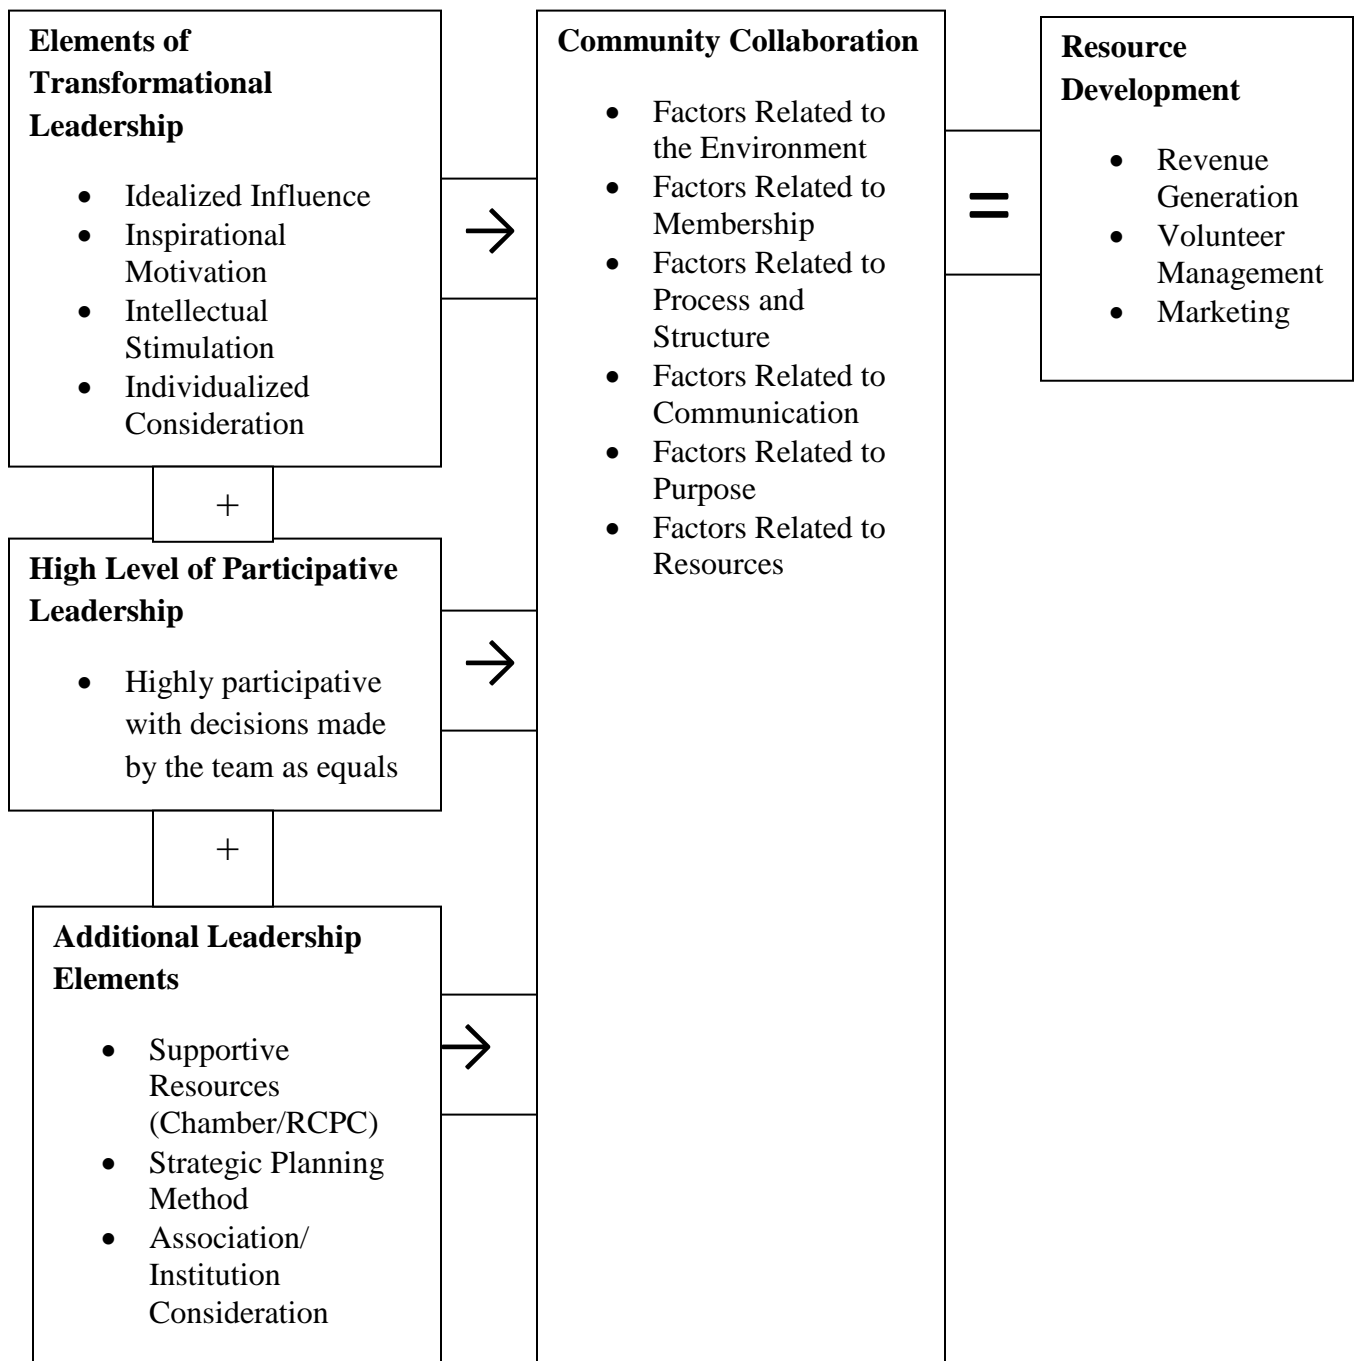 Elements of
Transformational
Leadership
• Idealized Influence
• Inspirational
Motivation
• Intellectual
Stimulation
• Individualized
Consideration
+
High Level of Participative
Leadership
• Highly participative
with decisions made
by the team as equals
+
Additional Leadership
Elements
• Supportive
Resources
(Chamber/RCPC)
• Strategic Planning
Method
• Association/
Institution
Consideration
→
→
→
Community Collaboration
• Factors Related to
the Environment
• Factors Related to
Membership
• Factors Related to
Process and
Structure
• Factors Related to
Communication
• Factors Related to
Purpose
• Factors Related to
Resources
=
Resource
Development
• Revenue
Generation
• Volunteer
Management
• Marketing